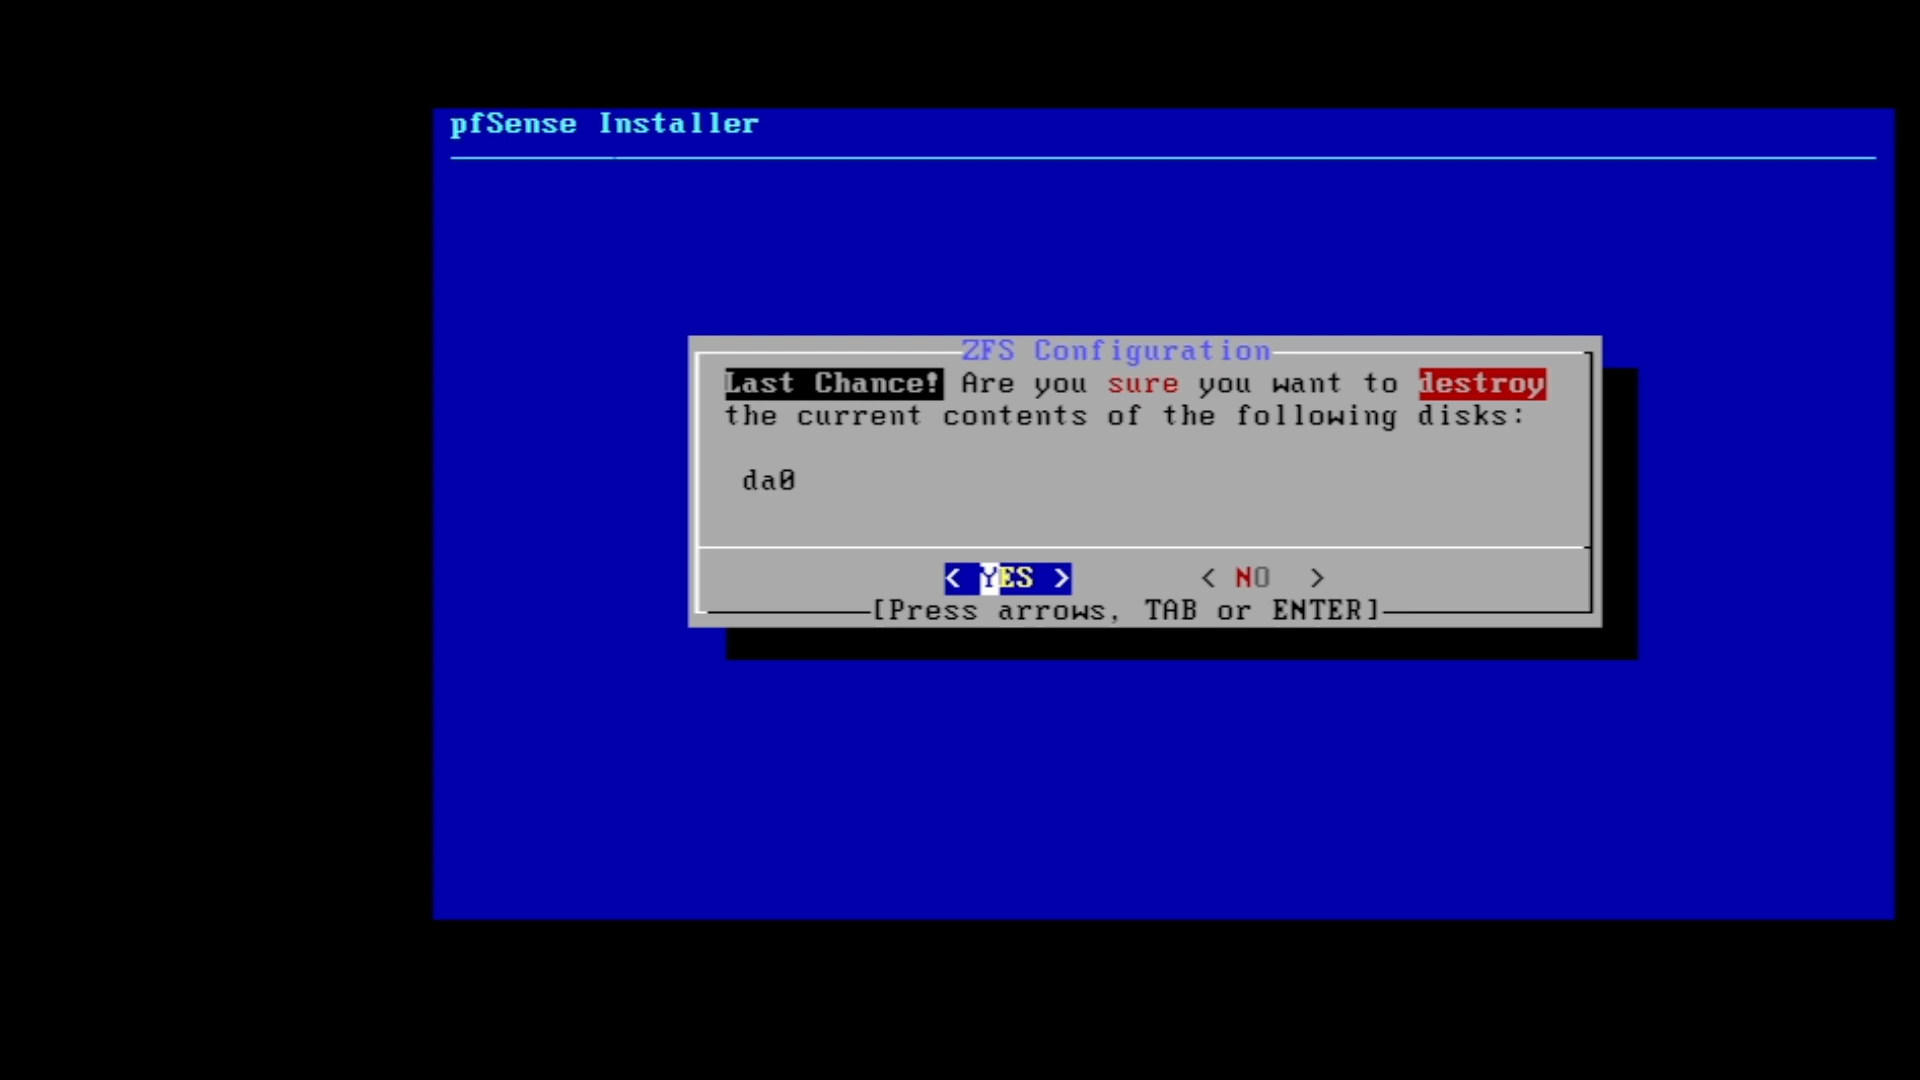 pfSense Installer
ZFS Configuration
Last Chance! Are you sure you want to destroy
the current contents of the following disks:
da0
< YES > < NO >
[Press arrows, TAB or ENTER]